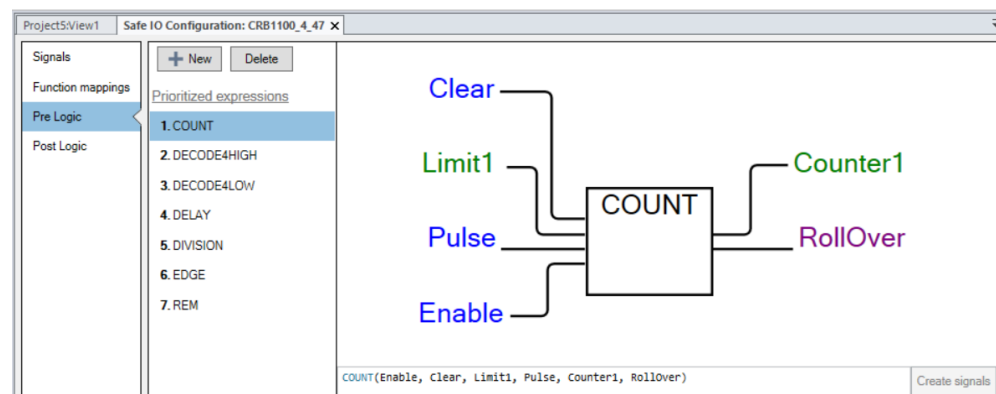 Project5:View1
Safe IO Configuration: CRB1100_4_47
Signals
Function mappings
Pre Logic
Post Logic
New
Delete
Prioritized expressions
1. COUNT
2. DECODE4HIGH
3. DECODE4LOW
4. DELAY
5. DIVISION
6. EDGE
7. REM
Clear
Limit1
Pulse
Enable
COUNT
Counter1
RollOver
COUNT(Enable, Clear, Limit1, Pulse, Counter1, RollOver)
Create signals